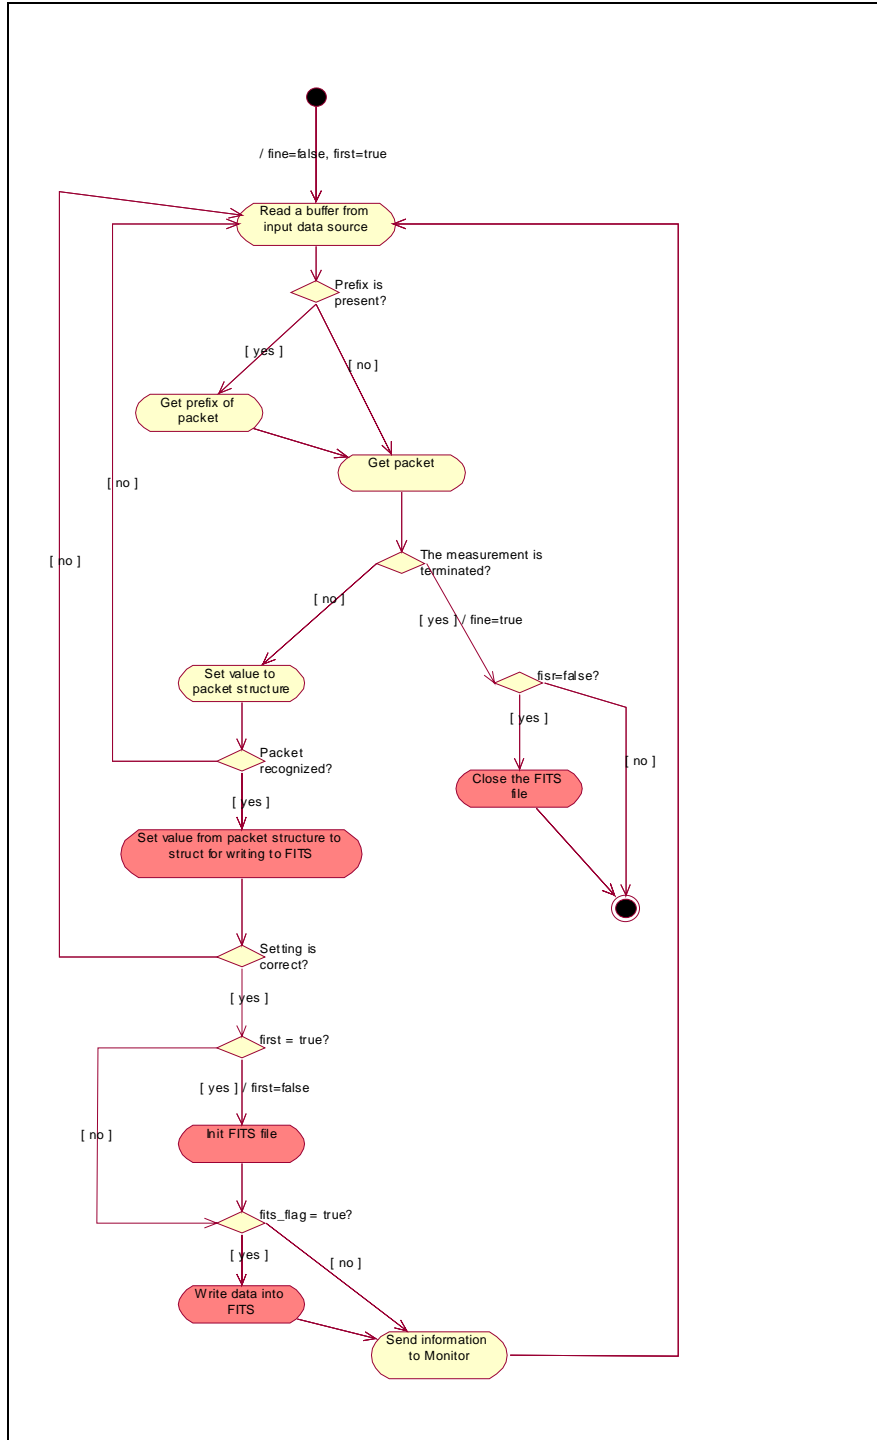 / fine=false, first=true
Read a buffer from
input data source
Prefix is
present?
[ yes ]
[ no ]
Get prefix of
packet
Get packet
[ no ]
The measurement is
terminated?
[ no ]
[ no ]
[ yes ] / fine=true
Set value to
packet structure
fisr=false?
[ yes ]
Packet
recognized?
[ no ]
Close the FITS
file
[ yes ]
Set value from packet structure to
struct for writing to FITS
Setting is
correct?
[ yes ]
first = true?
[ yes ] / first=false
[ no ]
Init FITS file
fits_flag = true?
[ yes ]
[ no ]
Write data into
FITS
Send information
to Monitor